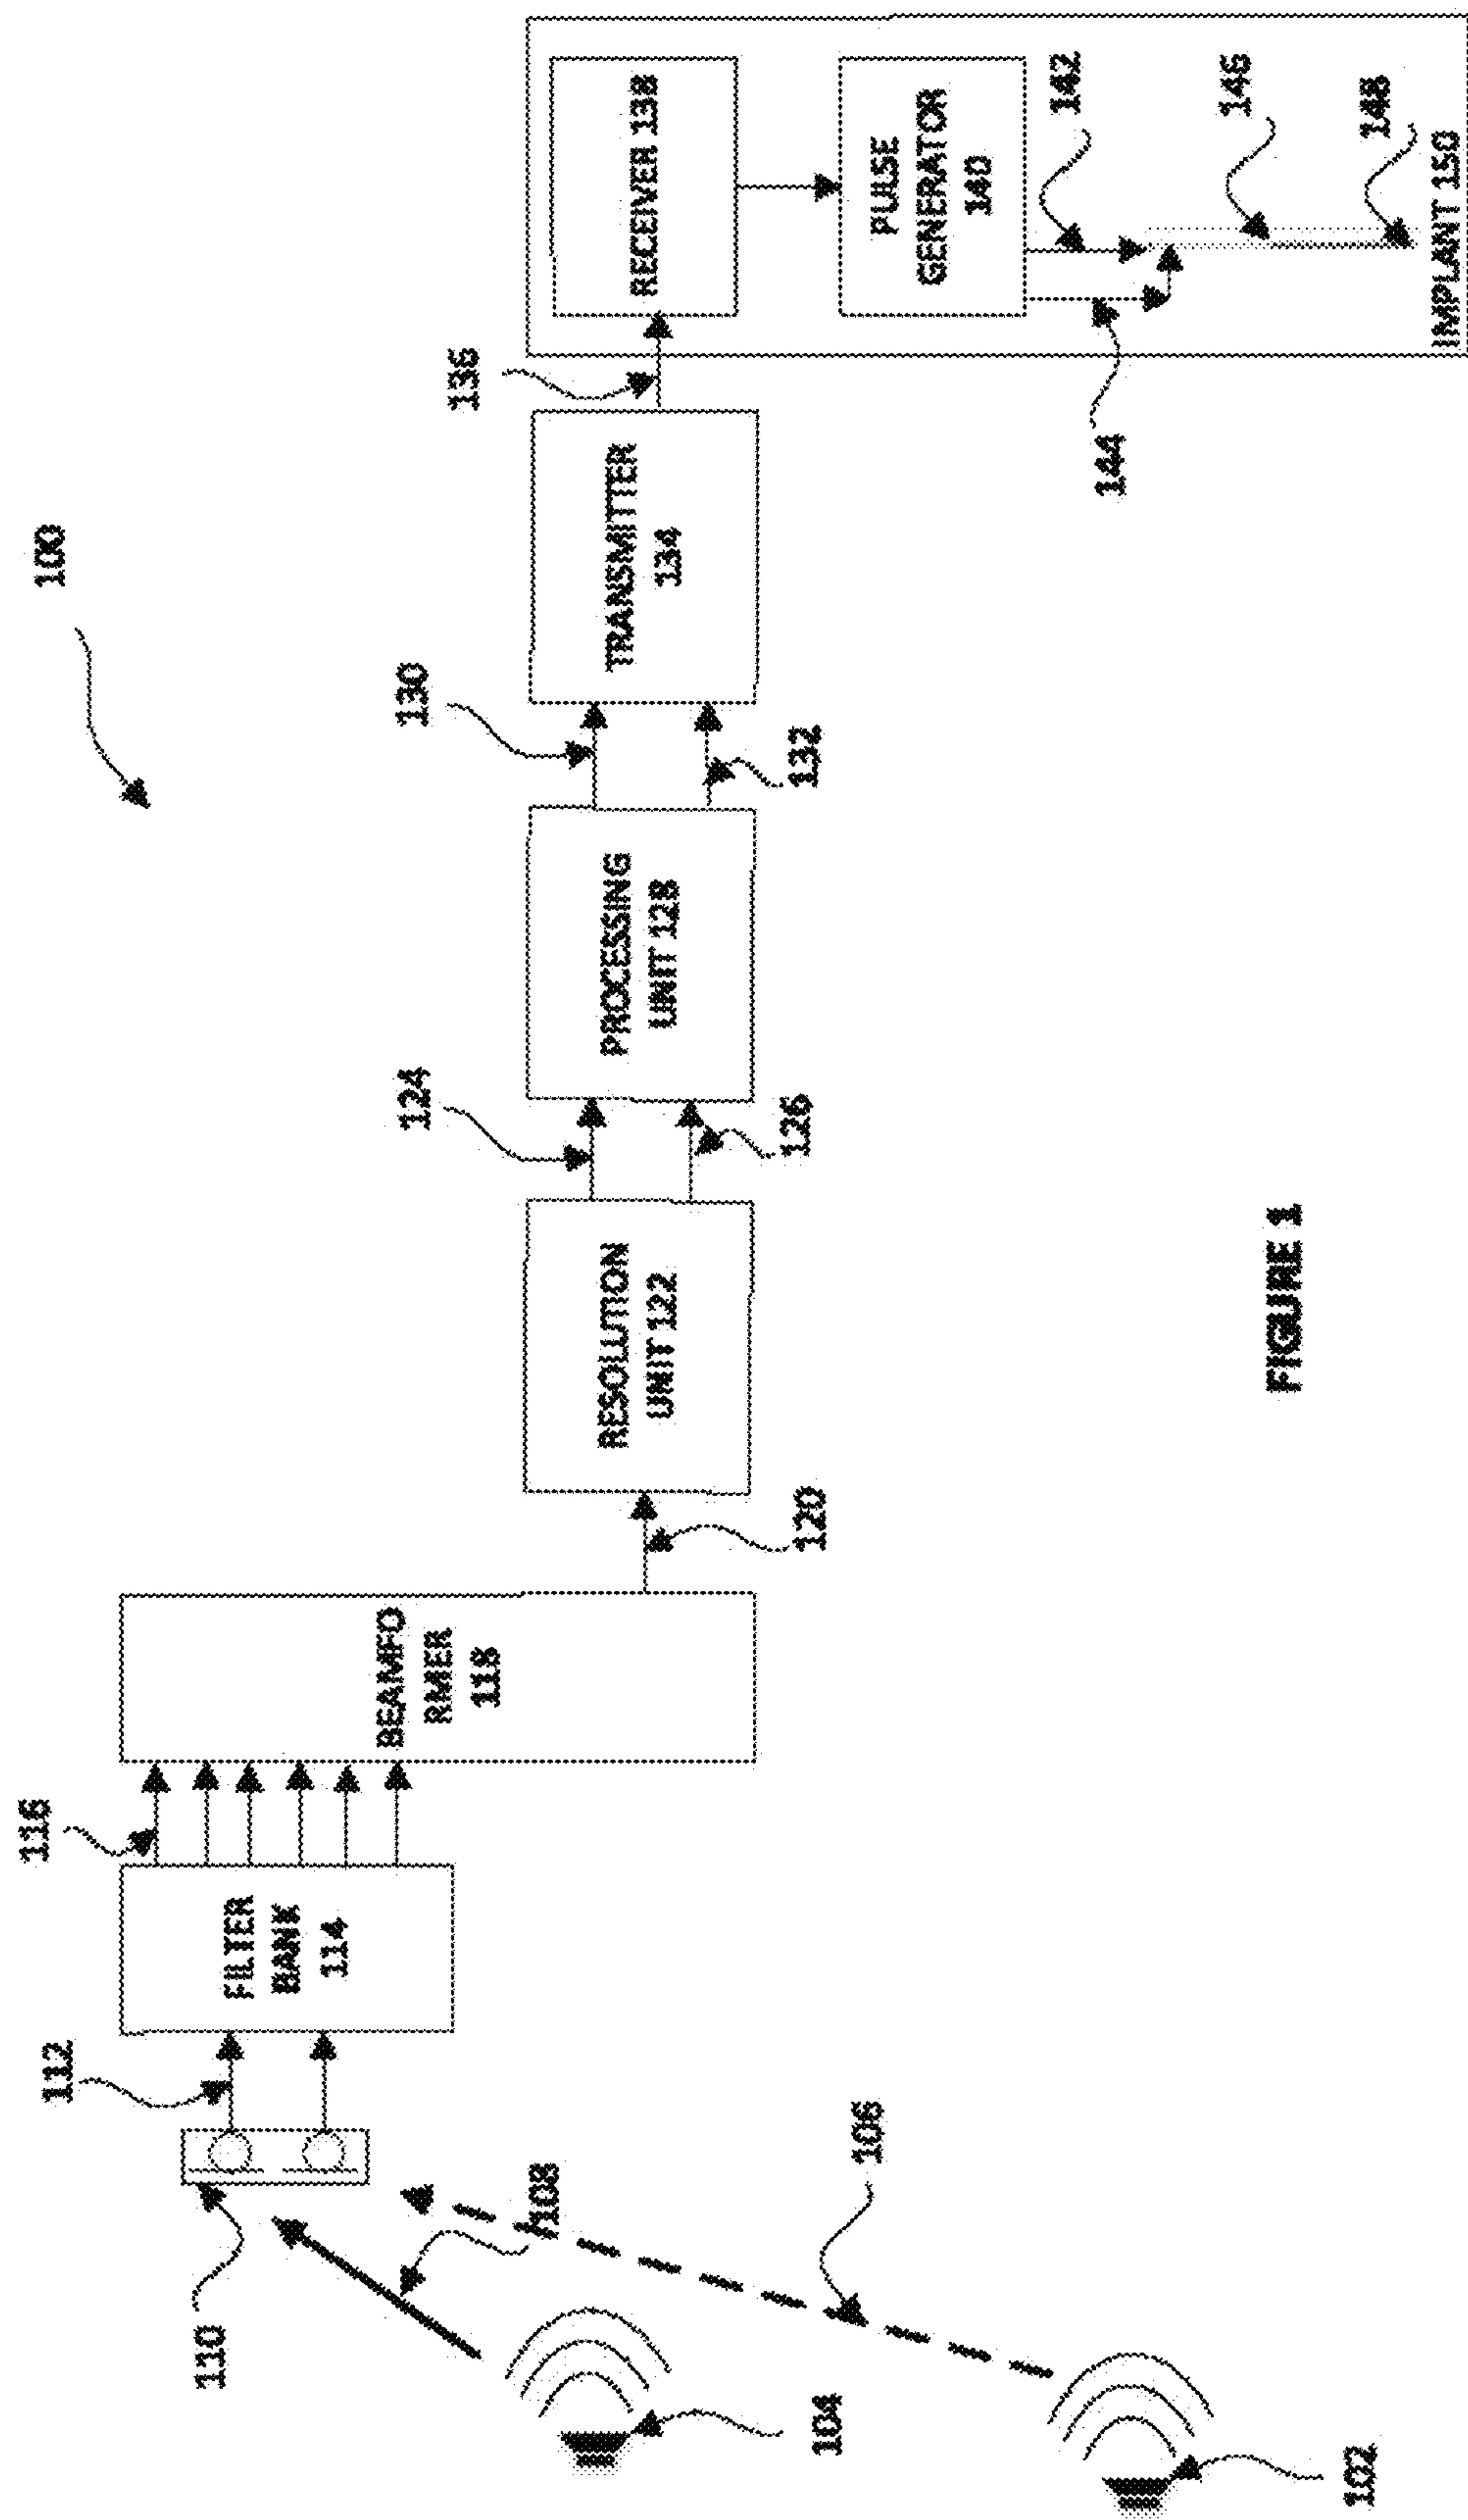 100
102
104
106
108
110
112
FILTER
BANK
114
116
BEAMFO
RMER
118
120
RESOLUTION
UNIT 122
124
126
PROCESSING
UNIT 128
130
132
TRANSMITTER
134
136
RECEIVER 138
PULSE
GENERATOR
140
142
144
146
148
IMPLANT 150
FIGURE 1